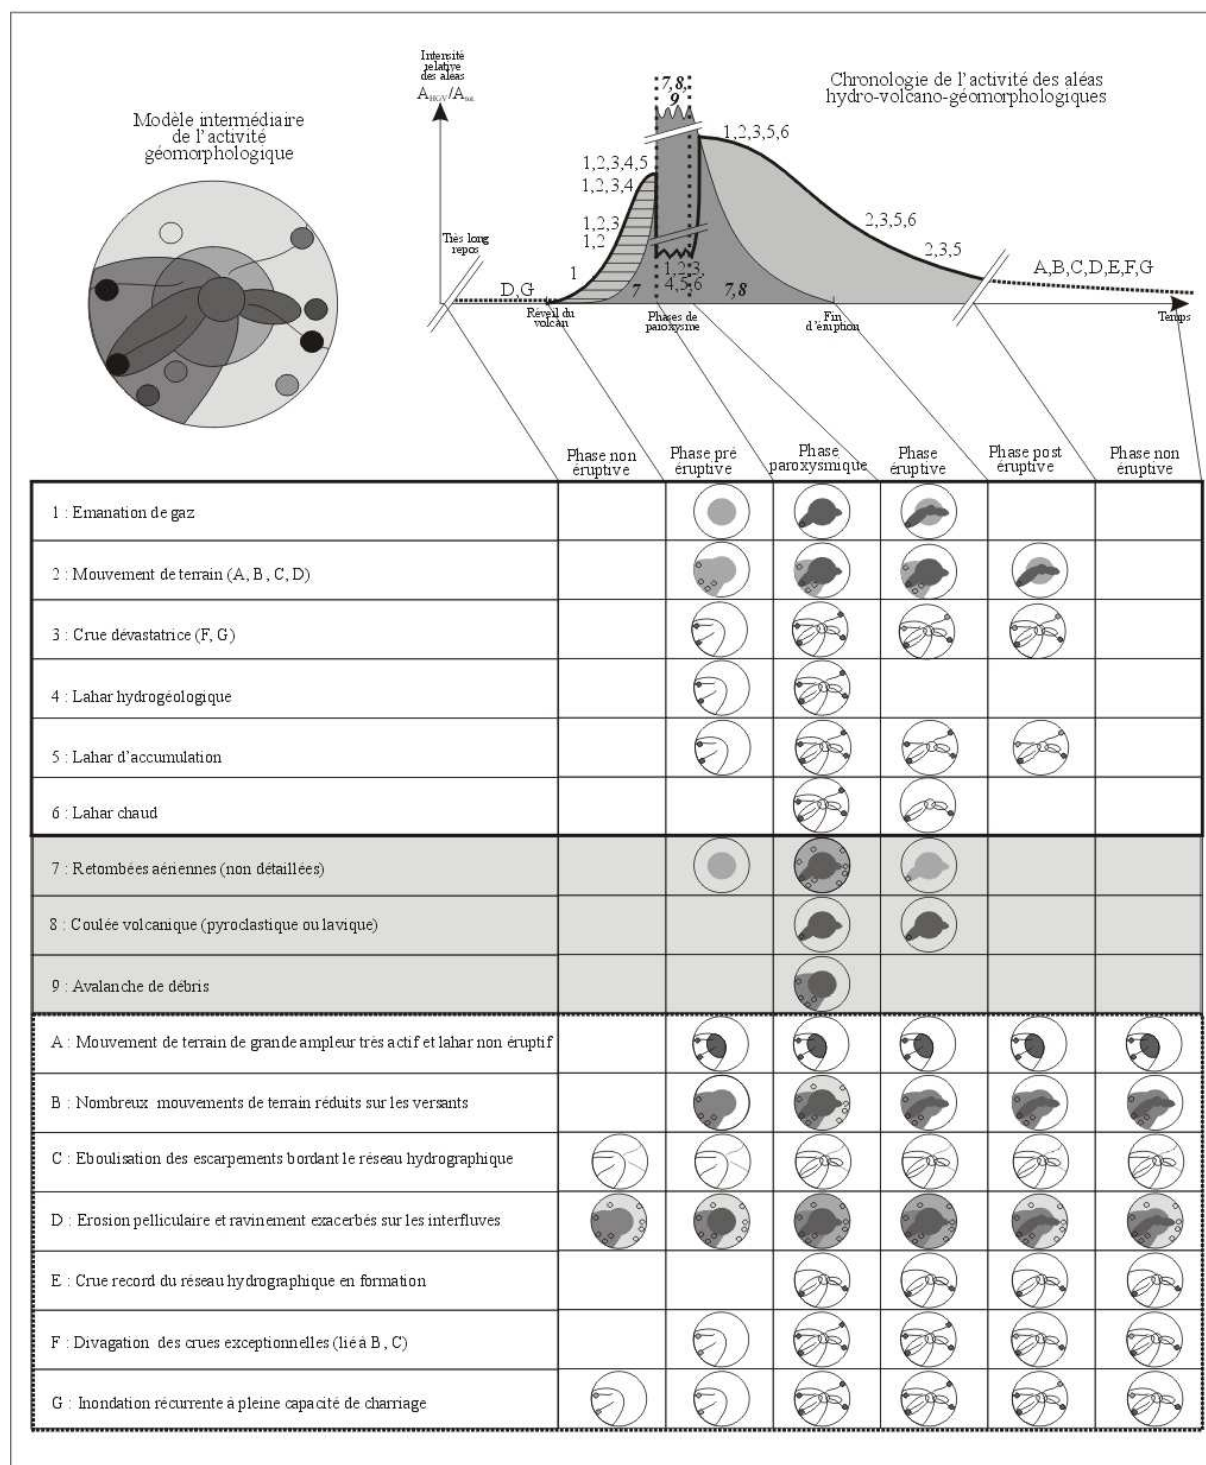 Modèle intermédiaire
de l'activité
géomorphologique
Intensité
relative
des aléas
Chronologie de l'activité des aléas
hydro-volcano-géomorphologiques
7,8,
9
1,2,3,5,6
1,2,3,4,5
1,2,3,4
1,2,3
1,2
1
2,3,5,6
2,3,5
Très long
repos
D,G
7
1,2,3,
4,5,6
7,8
A,B,C,D,E,F,G
Réveil du
volcan
Phases de
paroxysme
Fin
d'éruption
Temps
Phase non
éruptive
Phase pré
éruptive
Phase
paroxysmique
Phase
éruptive
Phase post
éruptive
Phase non
éruptive
1 : Emanation de gaz
2 : Mouvement de terrain (A, B, C, D)
3 : Crue dévastatrice (F, G)
4 : Lahar hydrogéologique
5 : Lahar d'accumulation
6 : Lahar chaud
7 : Retombées aériennes (non détaillées)
8 : Coulée volcanique (pyroclastique ou lavique)
9 : Avalanche de débris
A : Mouvement de terrain de grande ampleur très actif et lahar non éruptif
B : Nombreux mouvements de terrain réduits sur les versants
C : Eboulisation des escarpements bordant le réseau hydrographique
D : Erosion pelliculaire et ravinement exacerbés sur les interfluves
E : Crue record du réseau hydrographique en formation
F : Divagation des crues exceptionnelles (lié à B, C)
G : Inondation récurrente à pleine capacité de charriage